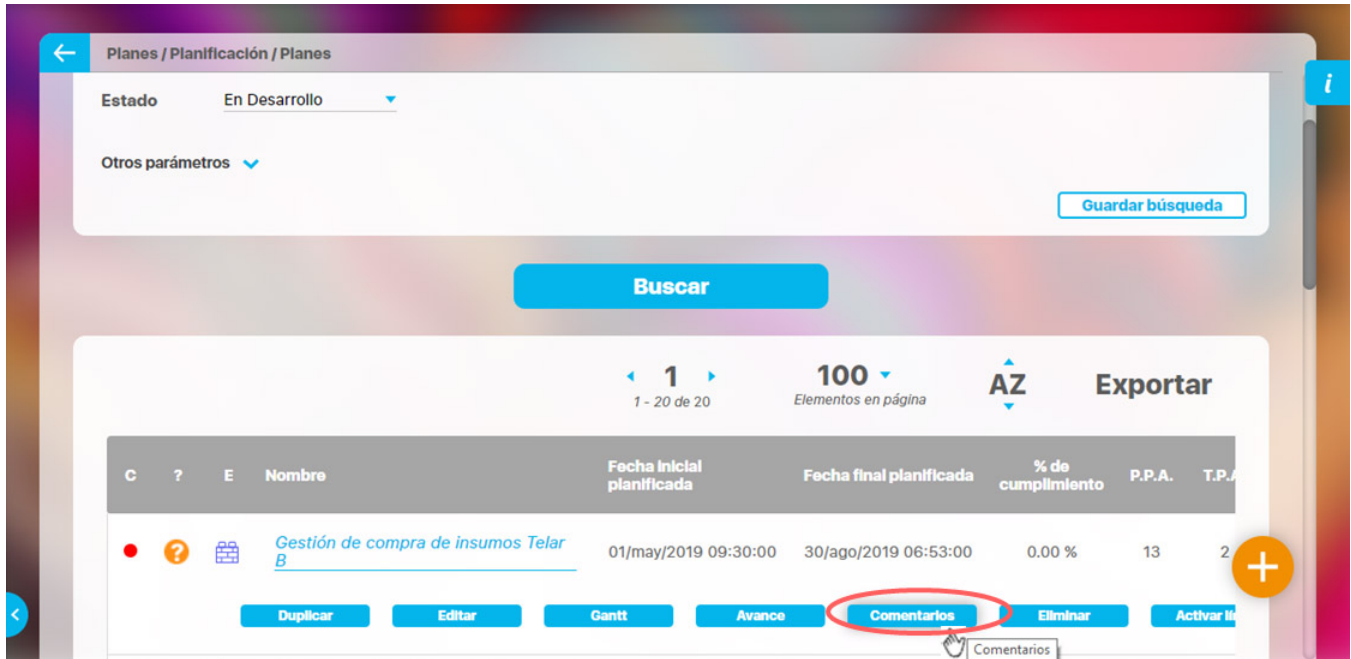 Planes / Planificación / Planes
i
Estado En Desarrollo
Otros parámetros
Guardar búsqueda
Buscar
1 100 AZ Exportar
1 - 20 de 20 Elementos en página
C ? E Nombre Fecha inicial planificada Fecha final planificada % de cumplimiento P.P.A.
Gestión de compra de insumos Telar
B
01/may/2019 09:30:00 30/ago/2019 06:53:00 0.00 % 13 2
Duplicar Editar Gantt Avance Comentarios Eliminar Activar
Comentarios